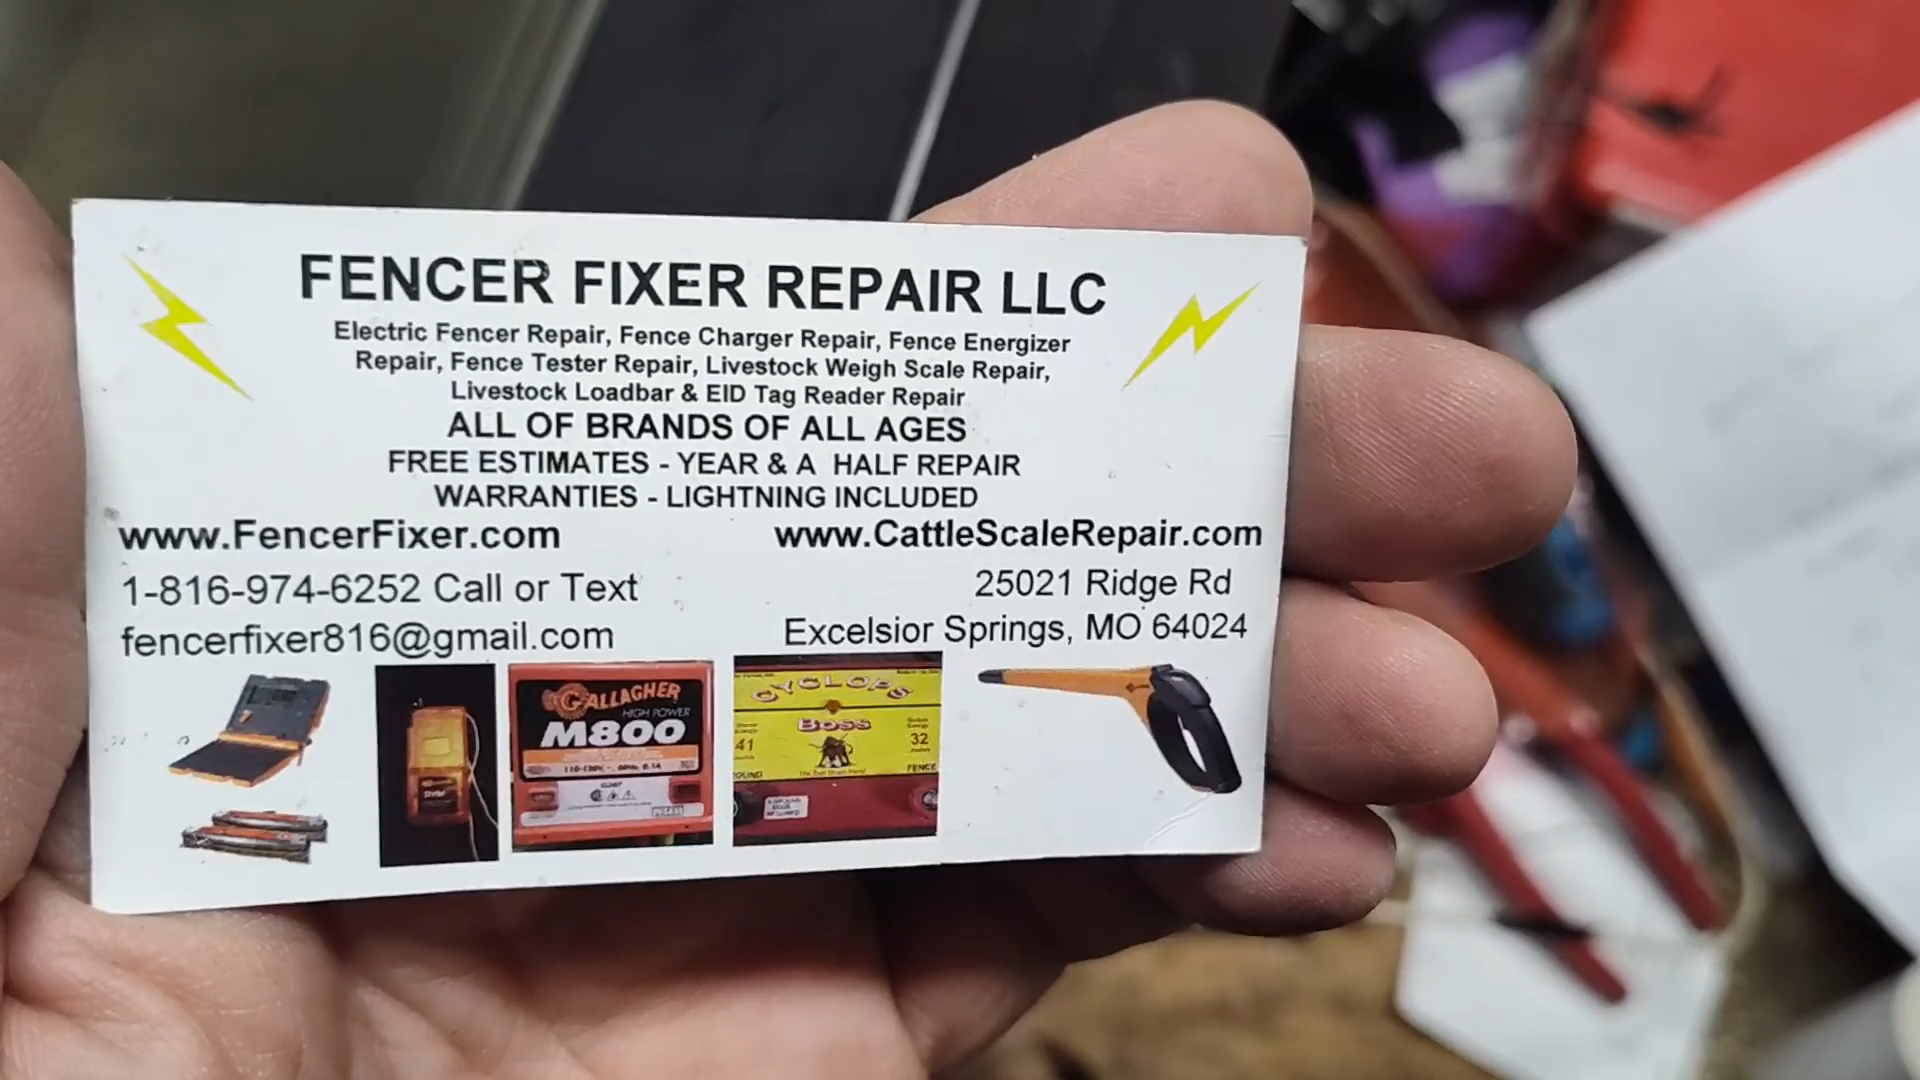 FENCER FIXER REPAIR LLC
Electric Fencer Repair, Fence Charger Repair, Fence Energizer
Repair, Fence Tester Repair, Livestock Weigh Scale Repair,
Livestock Loadbar & EID Tag Reader Repair
ALL OF BRANDS OF ALL AGES
FREE ESTIMATES - YEAR & A HALF REPAIR
WARRANTIES - LIGHTNING INCLUDED
www.FencerFixer.com
www.CattleScaleRepair.com
1-816-974-6252 Call or Text
25021 Ridge Rd
fencerfixer816@gmail.com
Excelsior Springs, MO 64024
GALLAGHER
HIGH POWER
M800
CYCLOPS
BOSS
41
32
FENCE